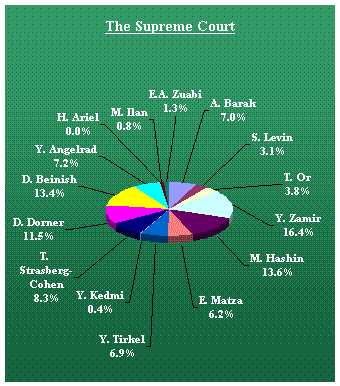 The Supreme Court
E.A. Zuabi
1.3%
A. Barak
7.0%
S. Levin
3.1%
T. Or
3.8%
Y. Zamir
16.4%
M. Hashin
13.6%
E. Matza
6.2%
Y. Tirkel
6.9%
Y. Kedmi
0.4%
T.
Strasberg-
Cohen
8.3%
D. Dorner
11.5%
D. Beinish
13.4%
Y. Angelrad
7.2%
H. Ariel
0.0%
M. Ilan
0.8%